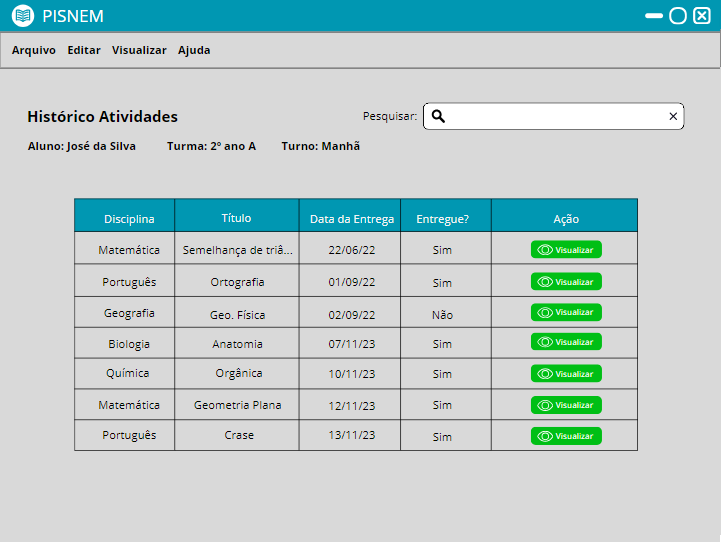 PISNEM
Arquivo Editar Visualizar Ajuda
Histórico Atividades
Pesquisar:
Aluno: José da Silva Turma: 2º ano A Turno: Manhã
Disciplina Título Data da Entrega Entregue? Ação
Matemática Semelhança de triâ... 22/06/22 Sim Visualizar
Português Ortografia 01/09/22 Sim Visualizar
Geografia Geo. Física 02/09/22 Não Visualizar
Biologia Anatomia 07/11/23 Sim Visualizar
Química Orgânica 10/11/23 Sim Visualizar
Matemática Geometria Plana 12/11/23 Sim Visualizar
Português Crase 13/11/23 Sim Visualizar